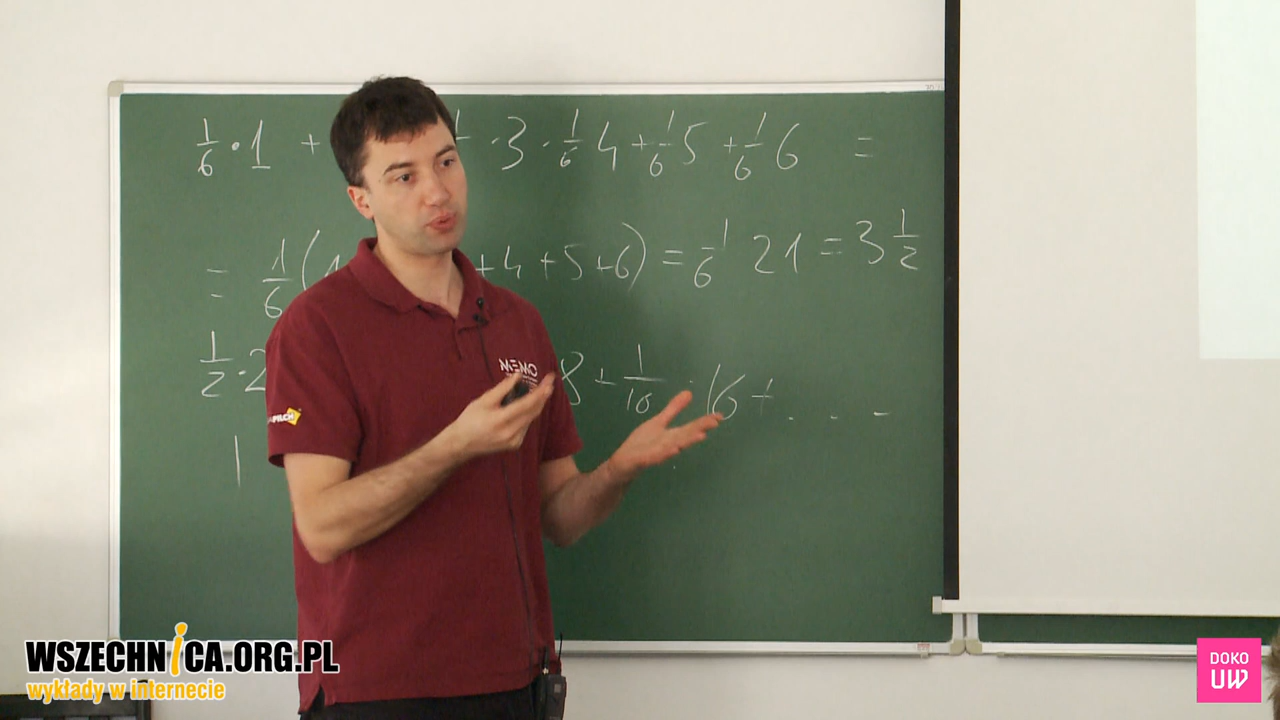 1/6 · 1 + · 3 · 1/6 4 + 1/6 5 + 1/6 6 =
= 1/6 ( +4 +5 +6) = 1/6 21 = 3 1/2
1/2 · 2 8 + 1/16 · 16 + . . . -
1
MEMO
PILCH
WSZECHNICA.ORG.PL
wykłady w internecie
DOKO
UW